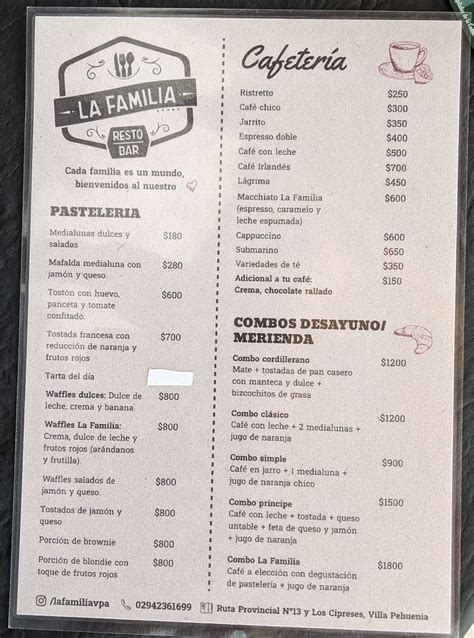 LA FAMILIA
RESTO
BAR
Cada familia es un mundo,
bienvenidos al nuestro
PASTELERIA
Medialunas dulces y
saladas $180
Mafalda medialuna con
jamón y queso. $280
Tostón con huevo, $600
panceta y tomate
confitado.
Tostada francesa con $700
reducción de naranja y
frutos rojos
Tarta del día
Waffles dulces: Dulce de $800
leche, crema y banana.
Waffles La Familia: $800
Crema, dulce de leche y
frutos rojos (arándanos
y frutilla).
Waffles salados de $800
jamón y queso.
Tostados de jamón y $800
queso
Porción de brownie $800
Porción de blondie con $800
toque de frutos rojos
Cafetería
Ristretto $250
Café chico $300
Jarrito $350
Espresso doble $400
Café con leche $500
Café Irlandés $700
Lágrima $450
Macchiato La Familia $600
(espresso, caramelo y
leche espumada)
Cappuccino $600
Submarino $650
Variedades de té $350
Adicional a tu café: $150
Crema, chocolate rallado
COMBOS DESAYUNO/
MERIENDA
Combo cordillerano $1200
Mate + tostadas de pan casero
con manteca y dulce +
bizcochitos de grasa
Combo clásico $1200
Café con leche + 2 medialunas +
jugo de naranja
Combo simple $900
Café en jarro + 1 medialuna +
jugo de naranja chico
Combo principe $1500
Café con leche + tostada + queso
untable + feta de queso y jamón
+ jugo de naranja
Combo La Familia $1800
Café a elección con degustación
de pastelería + jugo de naranja
/lafamiliavpa 02942361699 Ruta Provincial N°13 y Los Cipreses, Villa Pehuenia